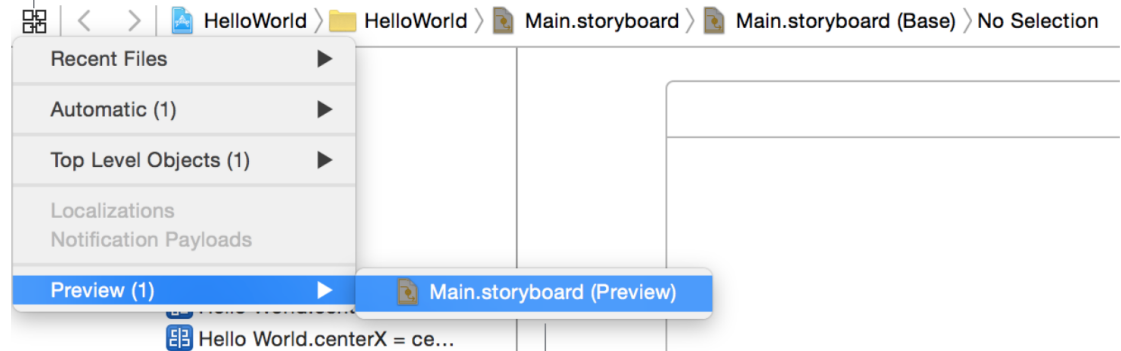 HelloWorld 〉 HelloWorld 〉 Main.storyboard 〉 Main.storyboard (Base) 〉 No Selection
Recent Files
Automatic (1)
Top Level Objects (1)
Localizations
Notification Payloads
Preview (1)
Main.storyboard (Preview)
Hello World.centerX = ce...